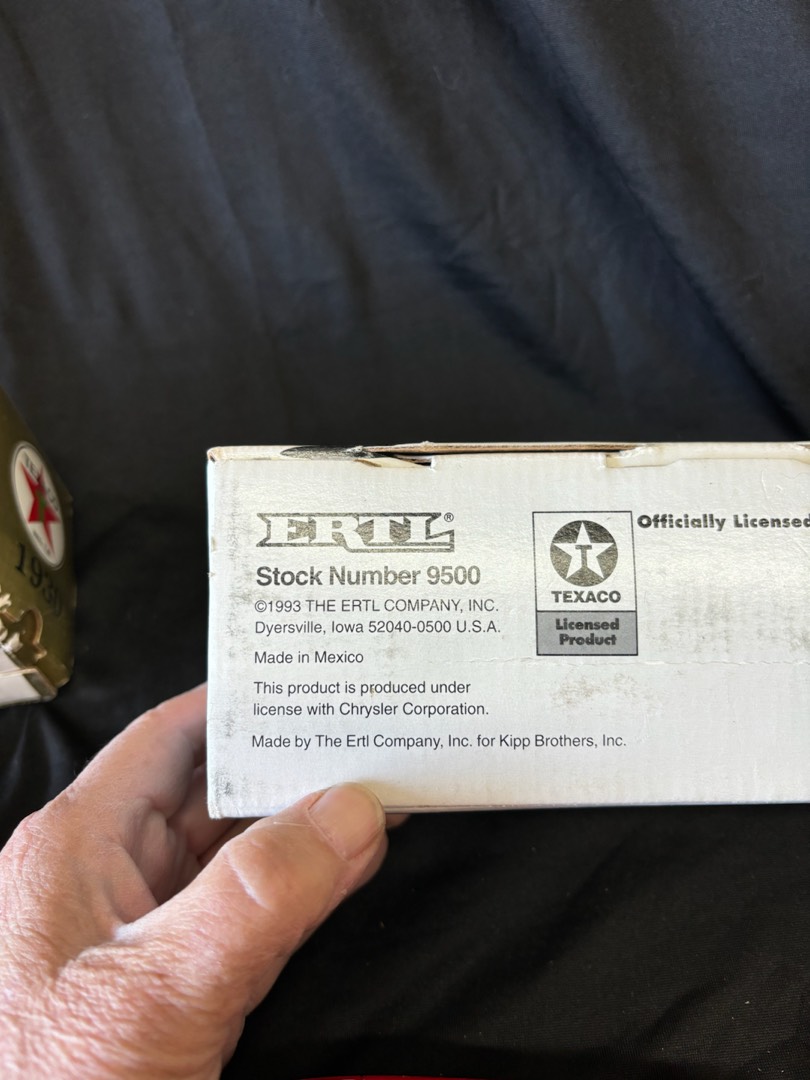 ERTL®
Stock Number 9500
©1993 THE ERTL COMPANY, INC.
Dyersville, Iowa 52040-0500 U.S.A.
Made in Mexico
This product is produced under
license with Chrysler Corporation.
Made by The Ertl Company, Inc. for Kipp Brothers, Inc.
T
TEXACO
Licensed
Product
Officially Licensed
1930